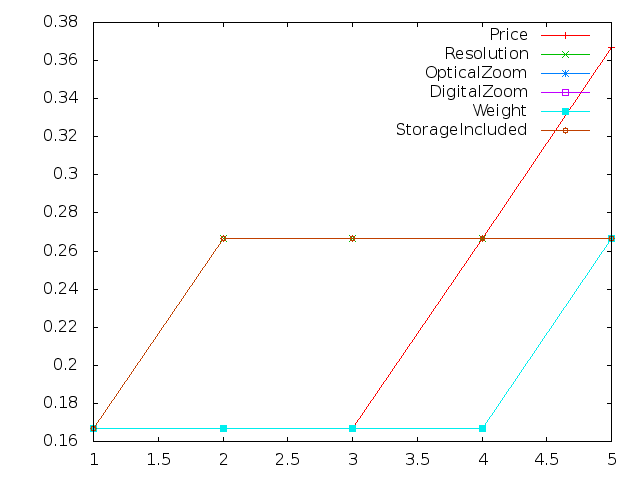 0.38
0.36
0.34
0.32
0.3
0.28
0.26
0.24
0.22
0.2
0.18
0.16
1 1.5 2 2.5 3 3.5 4 4.5 5
Price
Resolution
OpticalZoom
DigitalZoom
Weight
StorageIncluded